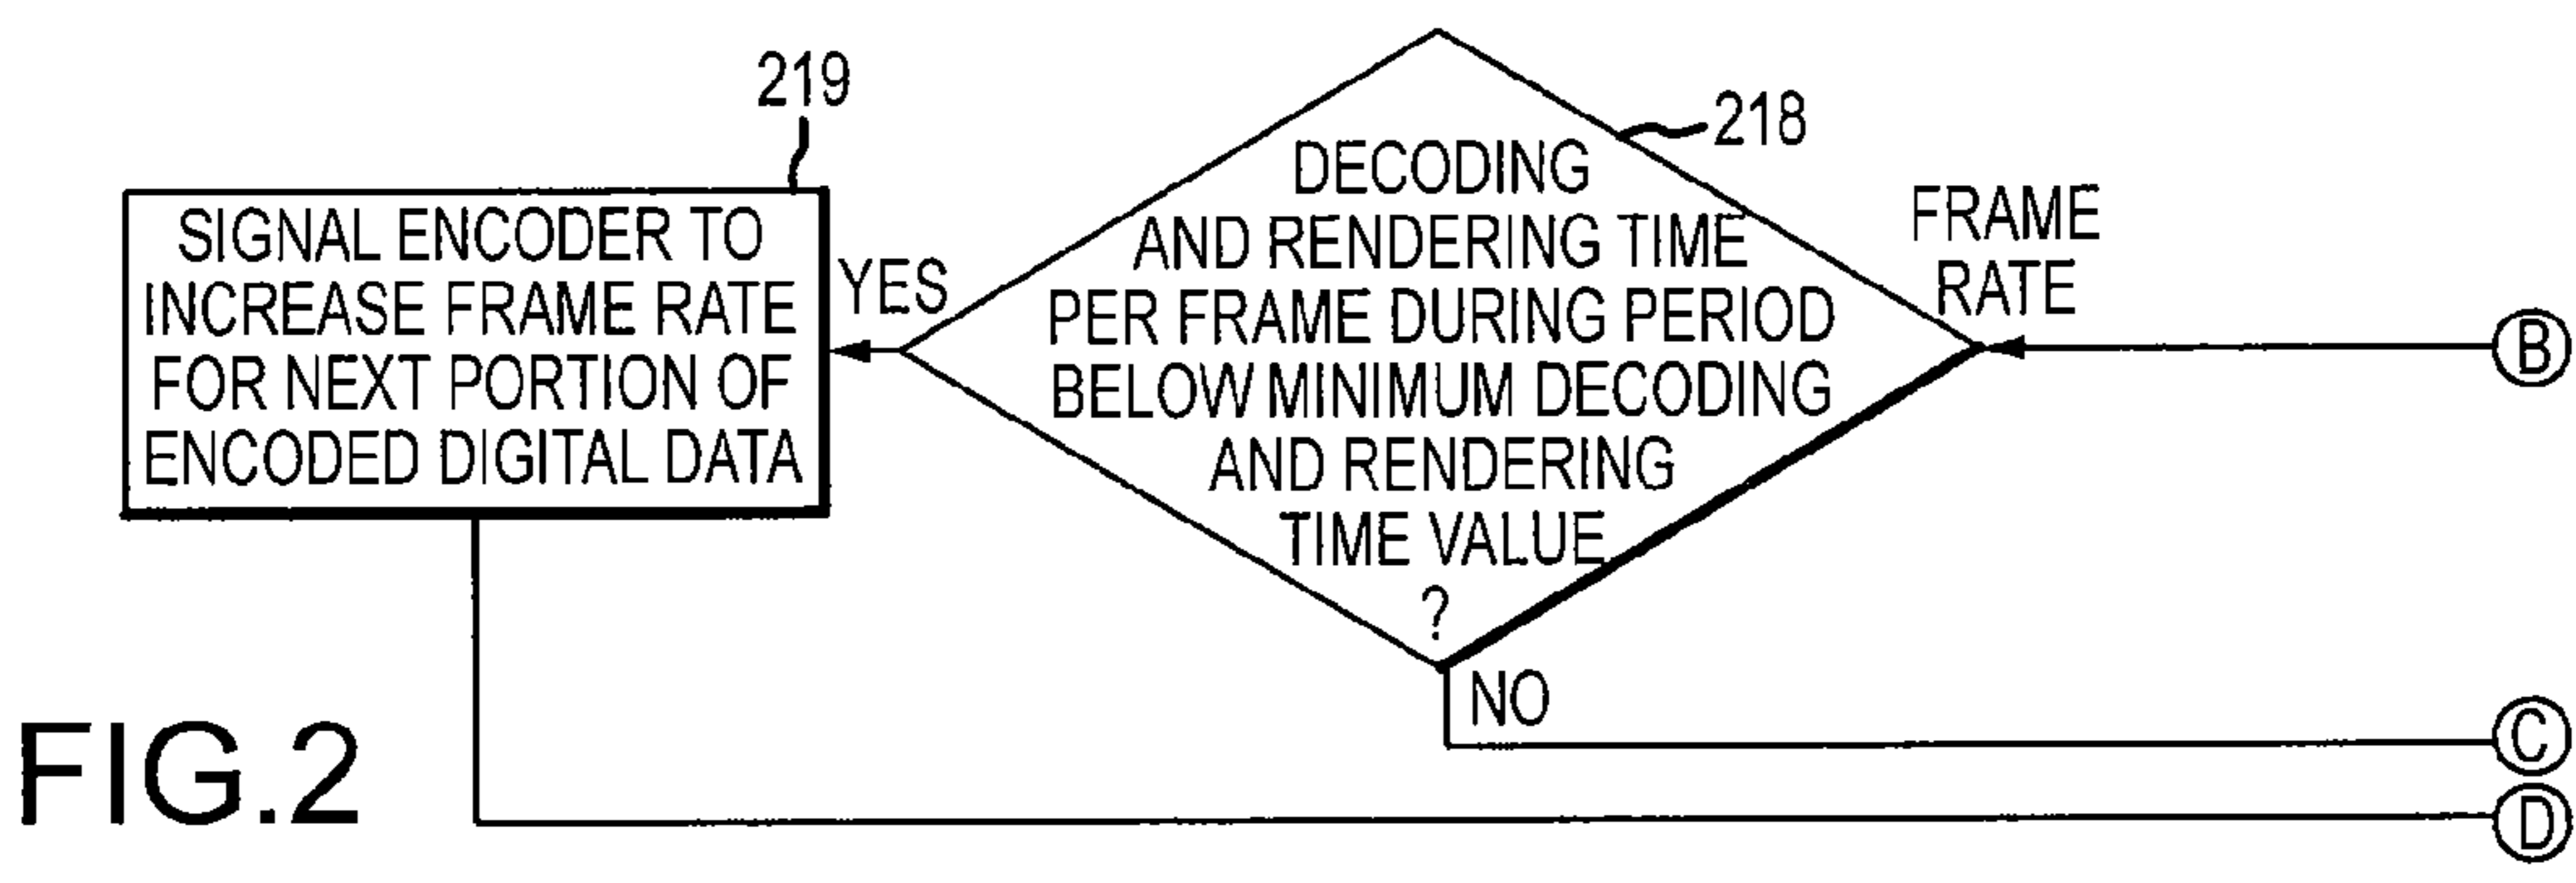 219
SIGNAL ENCODER TO
INCREASE FRAME RATE
FOR NEXT PORTION OF
ENCODED DIGITAL DATA
YES
218
DECODING
AND RENDERING TIME
PER FRAME DURING PERIOD
BELOW MINIMUM DECODING
AND RENDERING
TIME VALUE
?
FRAME
RATE
B
NO
C
D
FIG.2